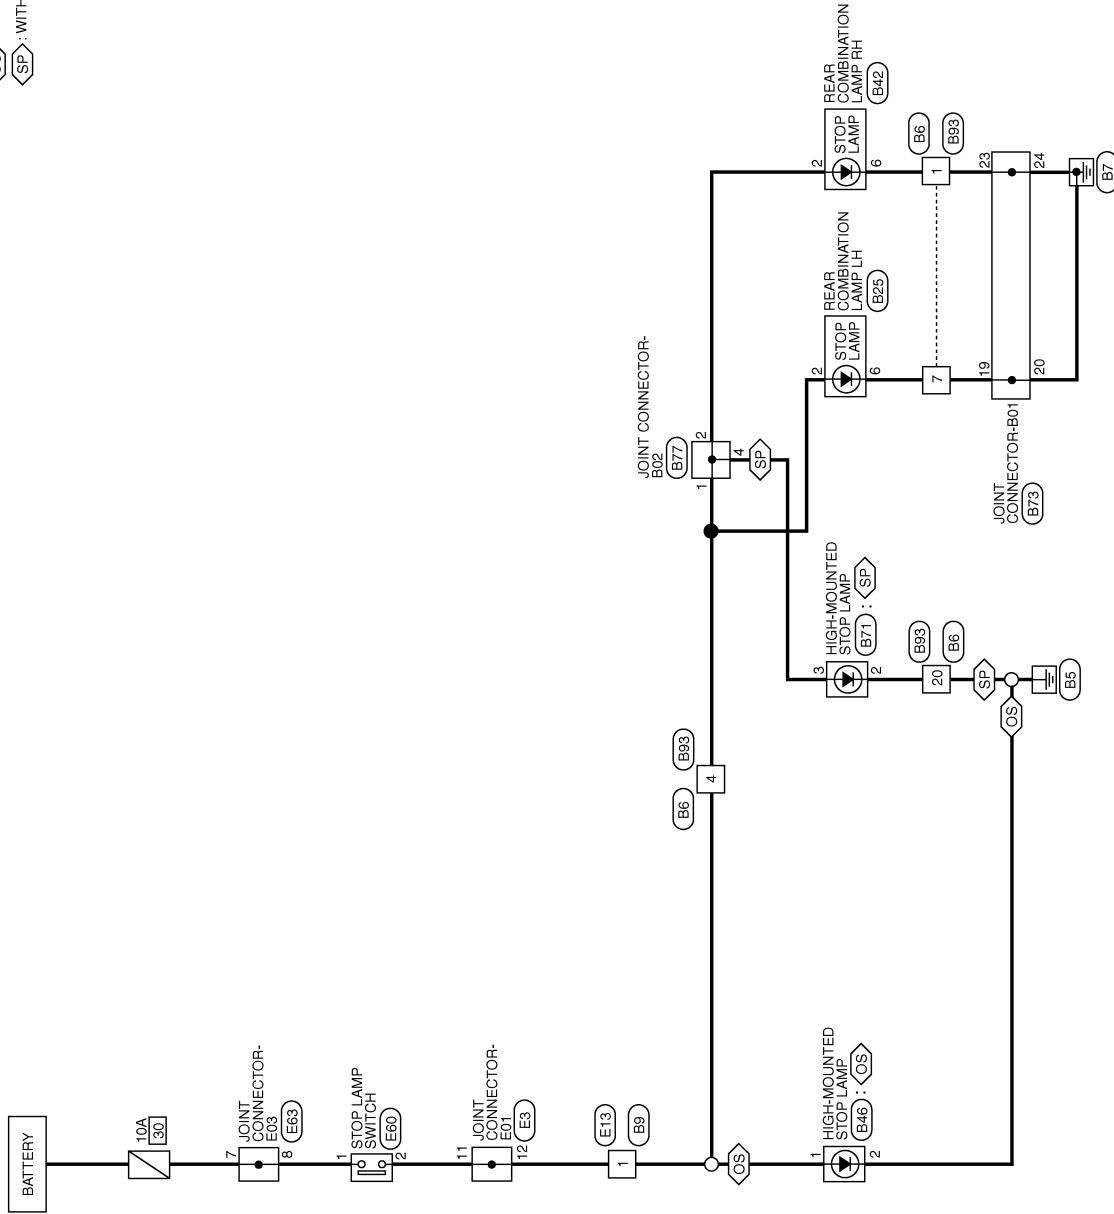 SP : WITH
BATTERY
10A
30
7
JOINT
CONNECTOR-
E03
E63
8
1
STOP LAMP
SWITCH
E60
2
11
JOINT
CONNECTOR-
E01
E3
12
E13
1
B9
OS
1
HIGH-MOUNTED
STOP LAMP
B46 : OS
2
B6
4
B93
JOINT CONNECTOR-
B02
B77
1
2
4
SP
3
HIGH-MOUNTED
STOP LAMP
B71 : SP
2
B93
20
B6
SP
OS
B5
2
STOP
LAMP
REAR
COMBINATION
LAMP LH
B25
6
7
2
STOP
LAMP
REAR
COMBINATION
LAMP RH
B42
6
B6
1
B93
19
20
23
24
JOINT
CONNECTOR-B01
B73
B7